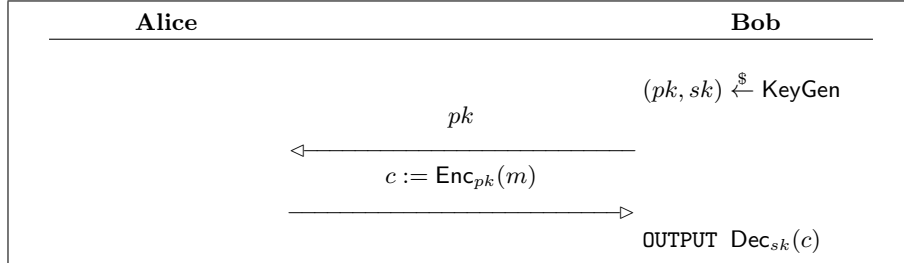 Alice Bob
(pk, sk) $← KeyGen
pk
c := Enc_pk(m)
OUTPUT Dec_sk(c)